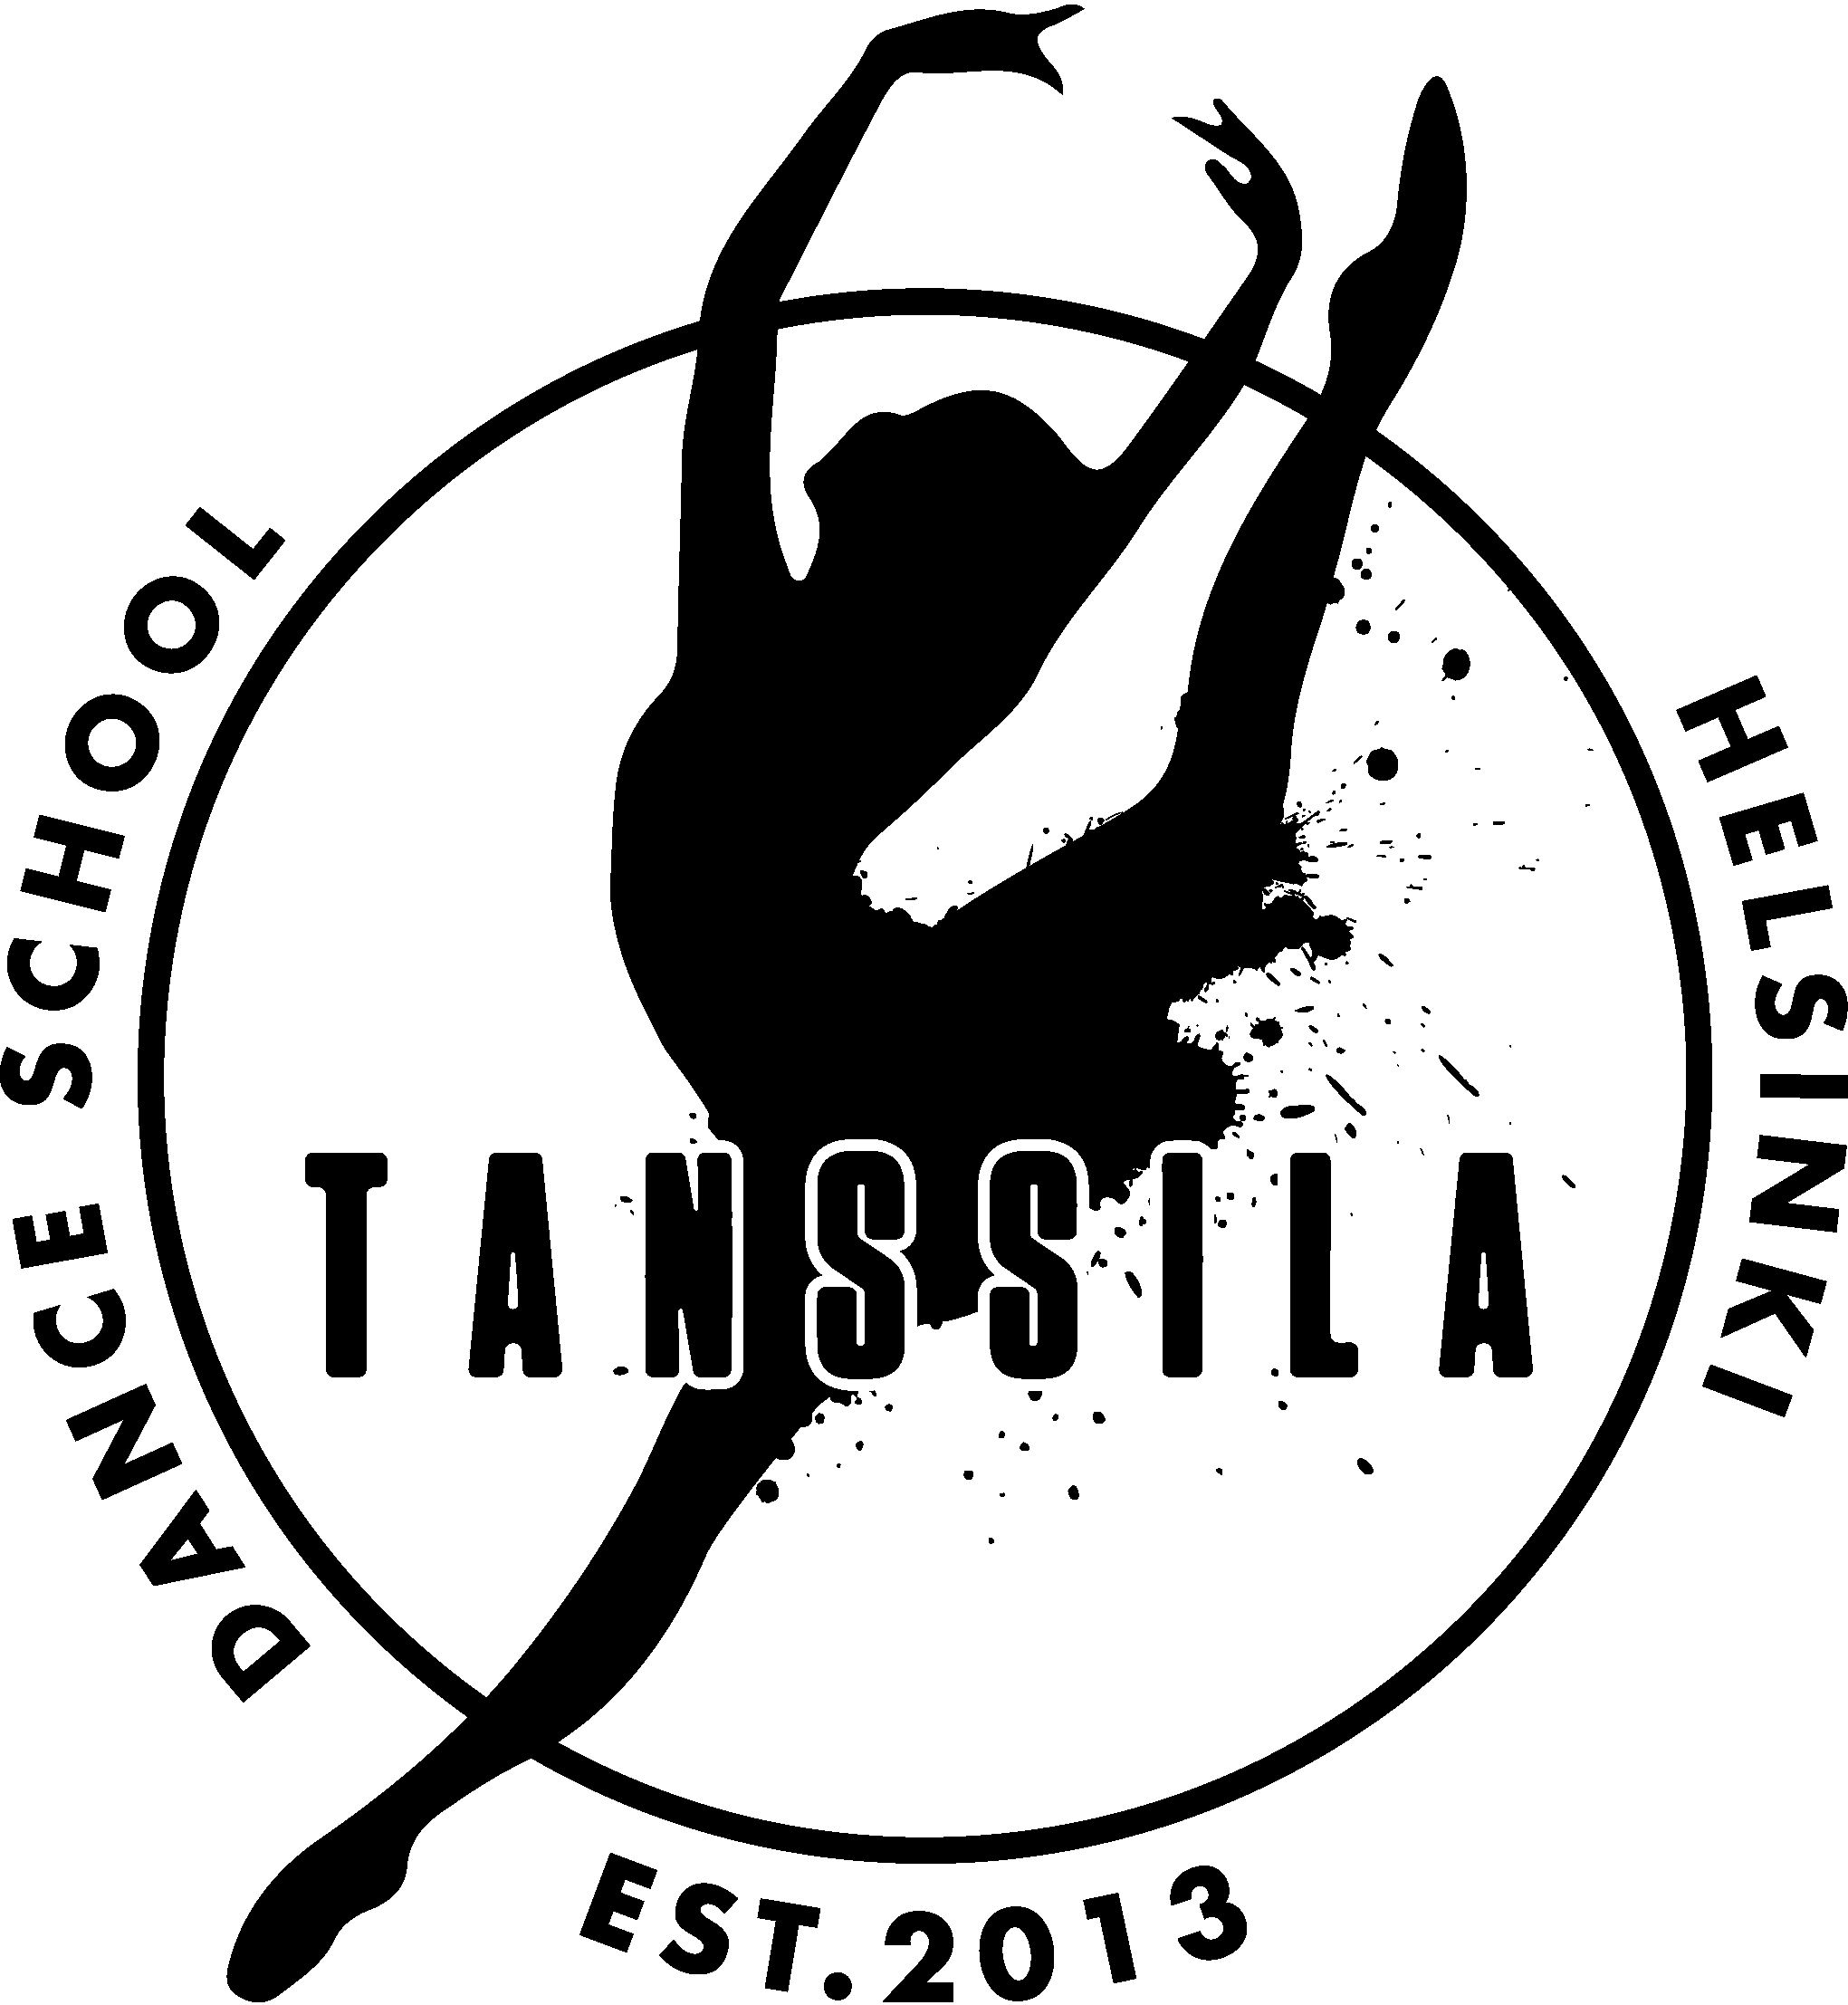 DANCE SCHOOL
HELSINKI
TANSSILA
EST. 2013